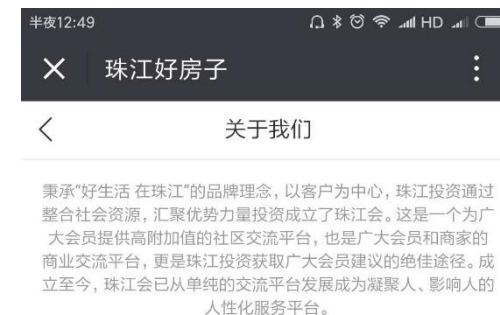 半夜12:49
HD
珠江好房子
关于我们
秉承“好生活 在珠江”的品牌理念，以客户为中心，珠江投资通过
整合社会资源，汇聚优势力量投资成立了珠江会。这是一个为广
大会员提供高附加值的社区交流平台，也是广大会员和商家的
商业交流平台，更是珠江投资获取广大会员建议的绝佳途径。成
立至今，珠江会已从单纯的交流平台发展成为凝聚人、影响人的
人性化服务平台。